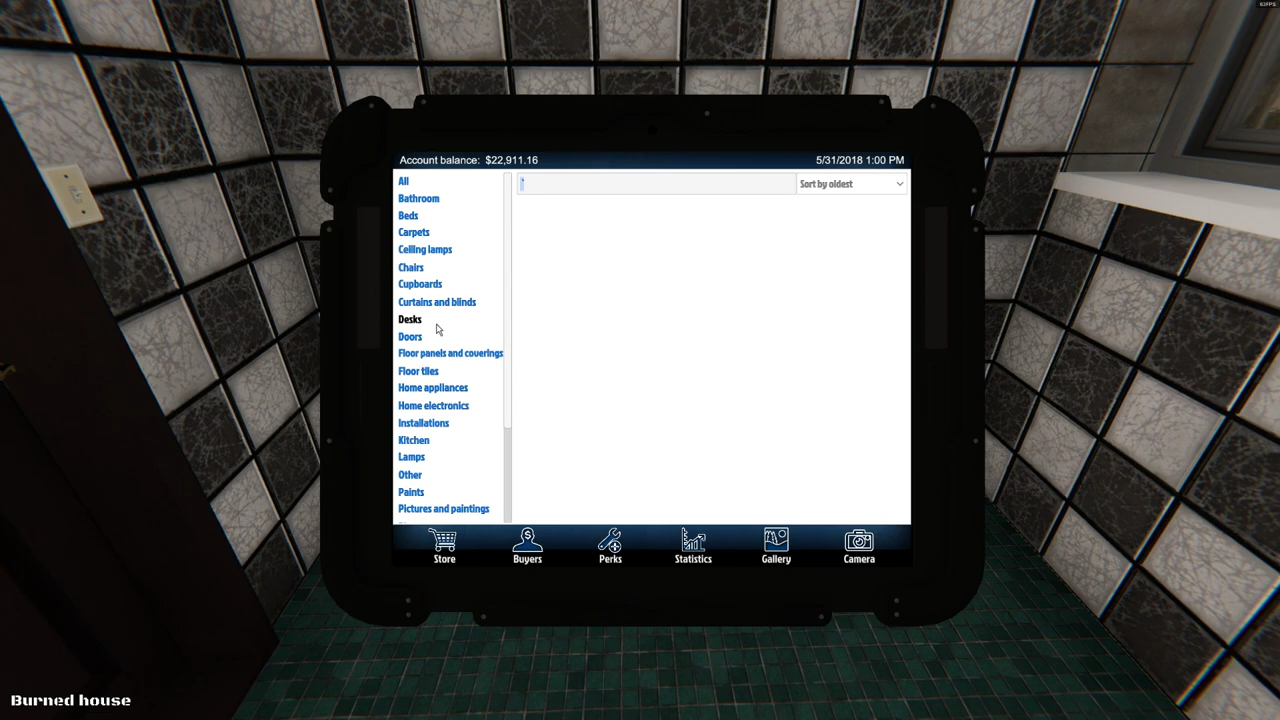 63FPS
Account balance: $22,911.16 5/31/2018 1:00 PM
All
Bathroom
Beds
Carpets
Ceiling lamps
Chairs
Cupboards
Curtains and blinds
Desks
Doors
Floor panels and coverings
Floor tiles
Home appliances
Home electronics
Installations
Kitchen
Lamps
Other
Paints
Pictures and paintings
Sort by oldest
Store Buyers Perks Statistics Gallery Camera
Burned house